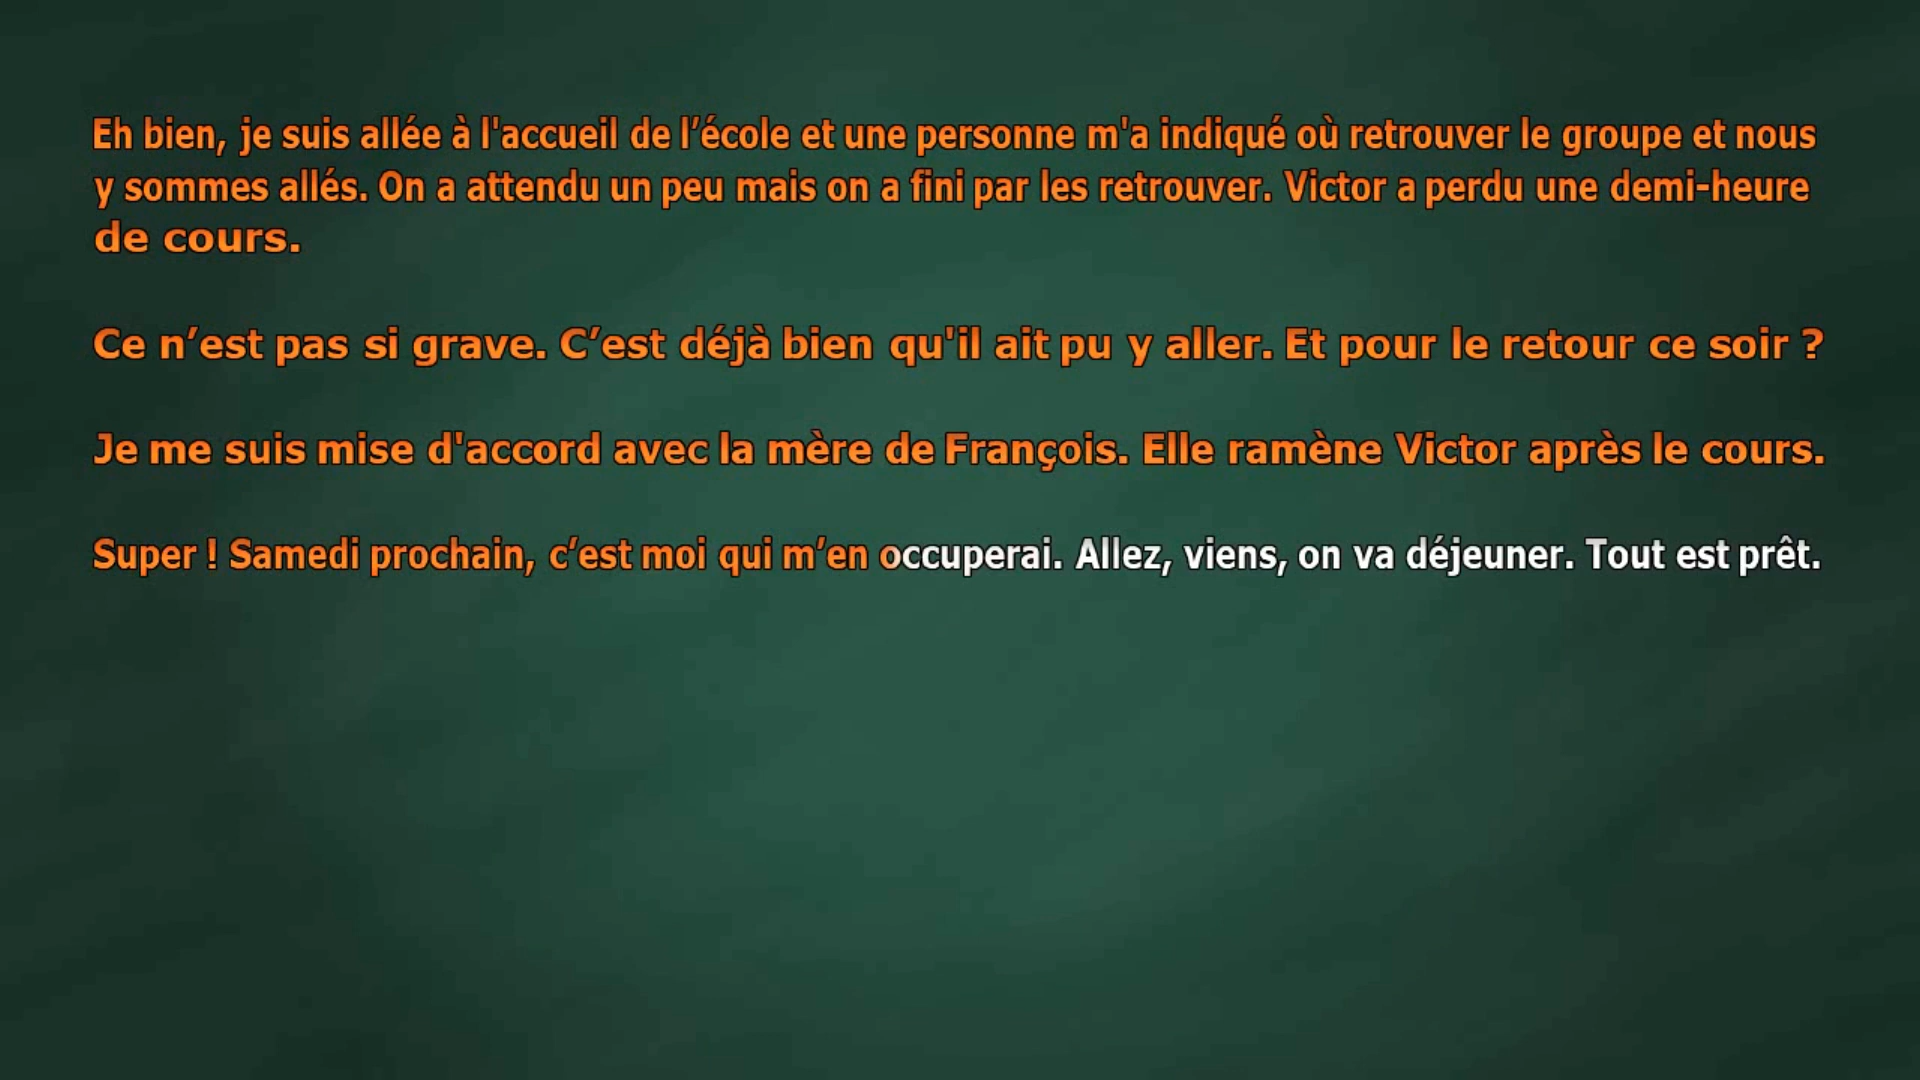 Eh bien, je suis allée à l'accueil de l’école et une personne m'a indiqué où retrouver le groupe et nous
y sommes allés. On a attendu un peu mais on a fini par les retrouver. Victor a perdu une demi-heure
de cours.
Ce n’est pas si grave. C’est déjà bien qu'il ait pu y aller. Et pour le retour ce soir ?
Je me suis mise d'accord avec la mère de François. Elle ramène Victor après le cours.
Super ! Samedi prochain, c’est moi qui m’en occuperai. Allez, viens, on va déjeuner. Tout est prêt.